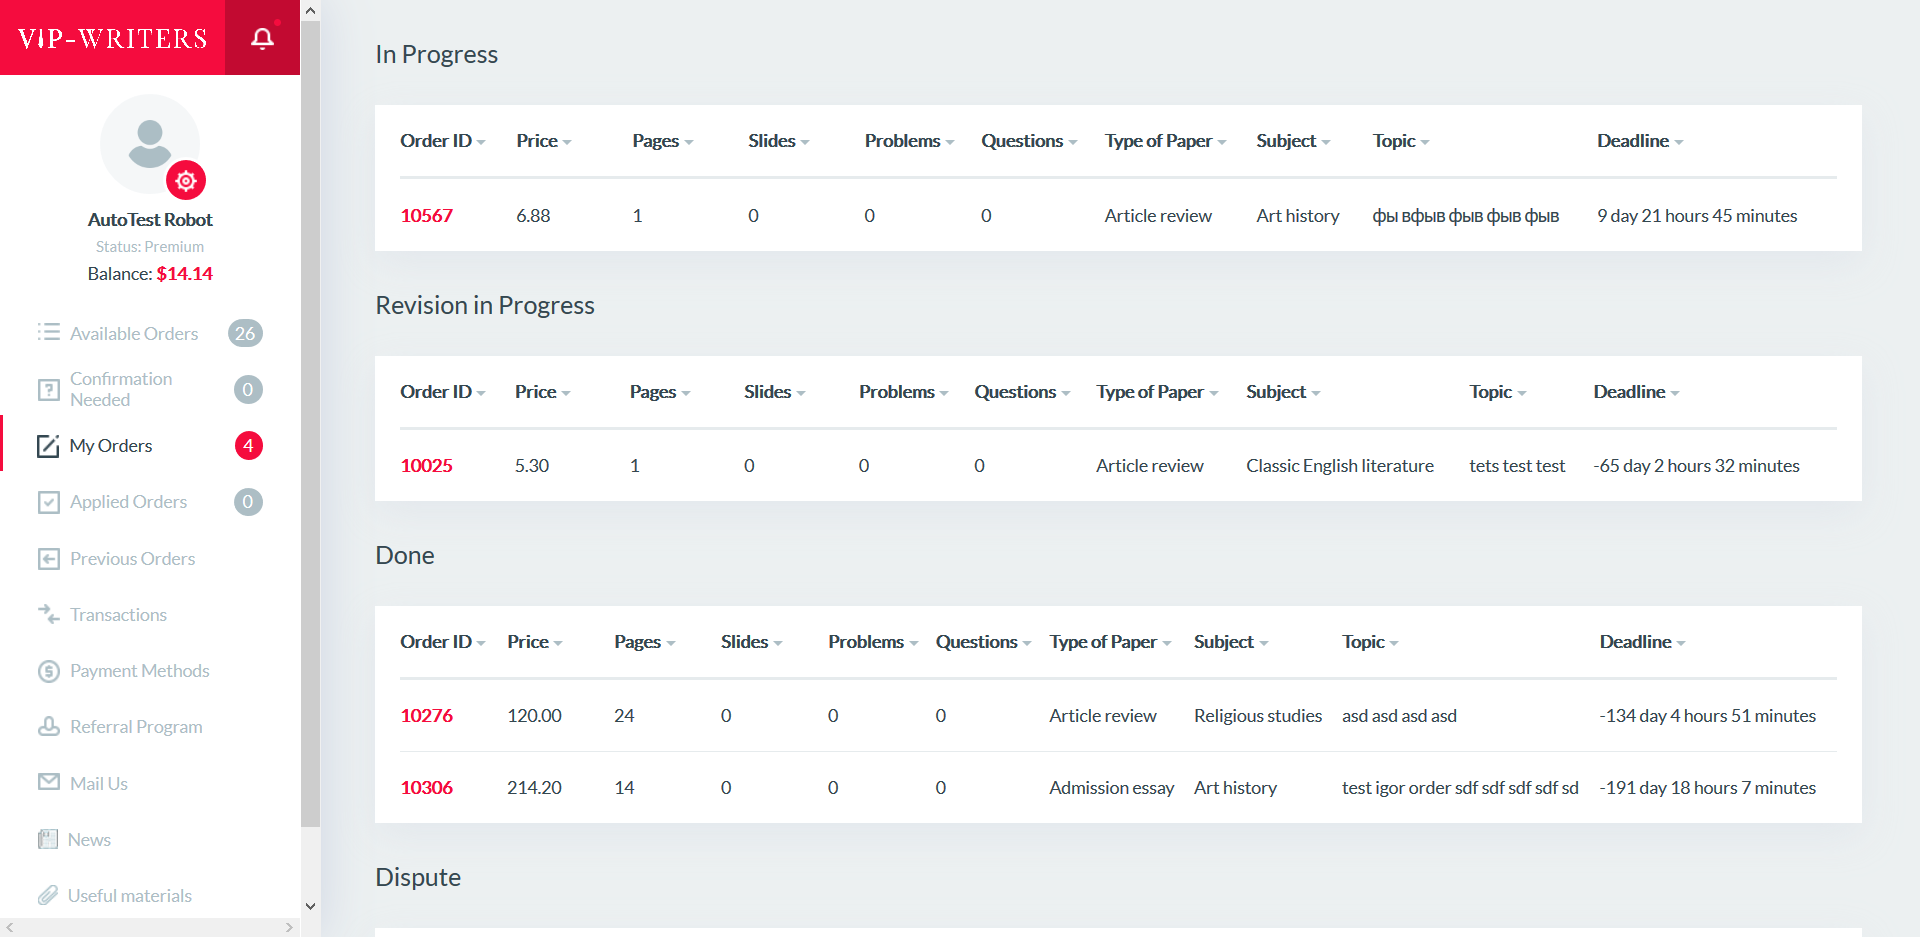 VIP-WRITERS
AutoTest Robot
Status: Premium
Balance: $14.14
Available Orders 26
Confirmation
Needed 0
My Orders 4
Applied Orders 0
Previous Orders
Transactions
Payment Methods
Referral Program
Mail Us
News
Useful materials
In Progress
Order ID Price Pages Slides Problems Questions Type of Paper Subject Topic Deadline
10567 6.88 1 0 0 0 Article review Art history фы вфыв фыв фыв фыв 9 day 21 hours 45 minutes
Revision in Progress
Order ID Price Pages Slides Problems Questions Type of Paper Subject Topic Deadline
10025 5.30 1 0 0 0 Article review Classic English literature tets test test -65 day 2 hours 32 minutes
Done
Order ID Price Pages Slides Problems Questions Type of Paper Subject Topic Deadline
10276 120.00 24 0 0 0 Article review Religious studies asd asd asd asd -134 day 4 hours 51 minutes
10306 214.20 14 0 0 0 Admission essay Art history test igor order sdf sdf sdf sdf sd -191 day 18 hours 7 minutes
Dispute